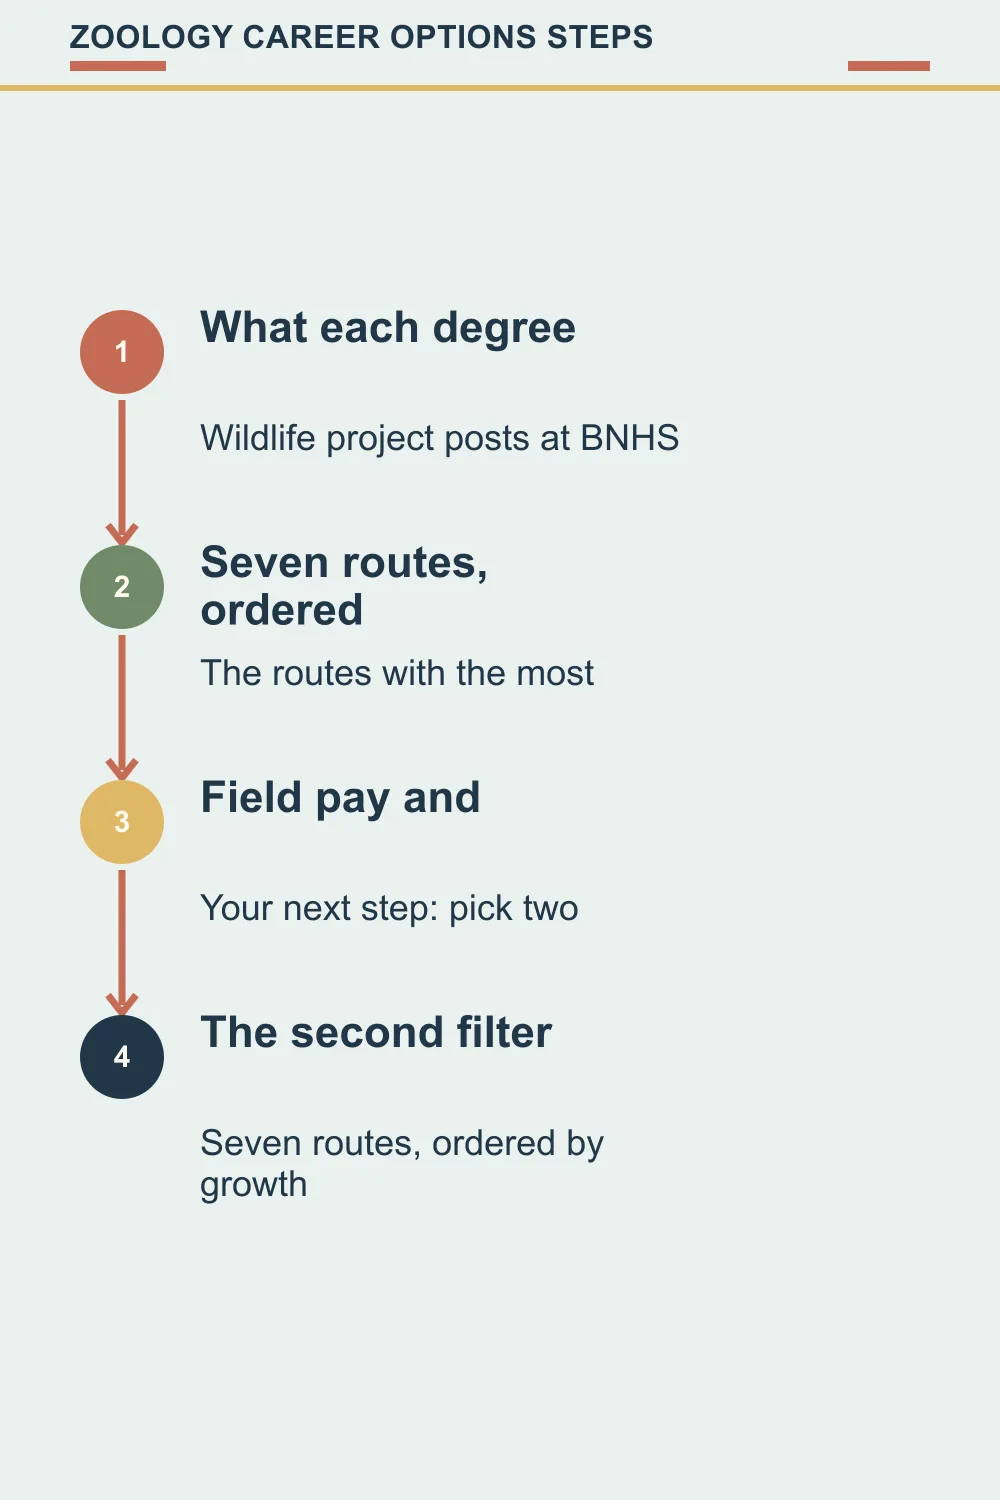 ZOOLOGY CAREER OPTIONS STEPS
1
What each degree
Wildlife project posts at BNHS
2
Seven routes,
ordered
The routes with the most
3
Field pay and
Your next step: pick two
4
The second filter
Seven routes, ordered by
growth